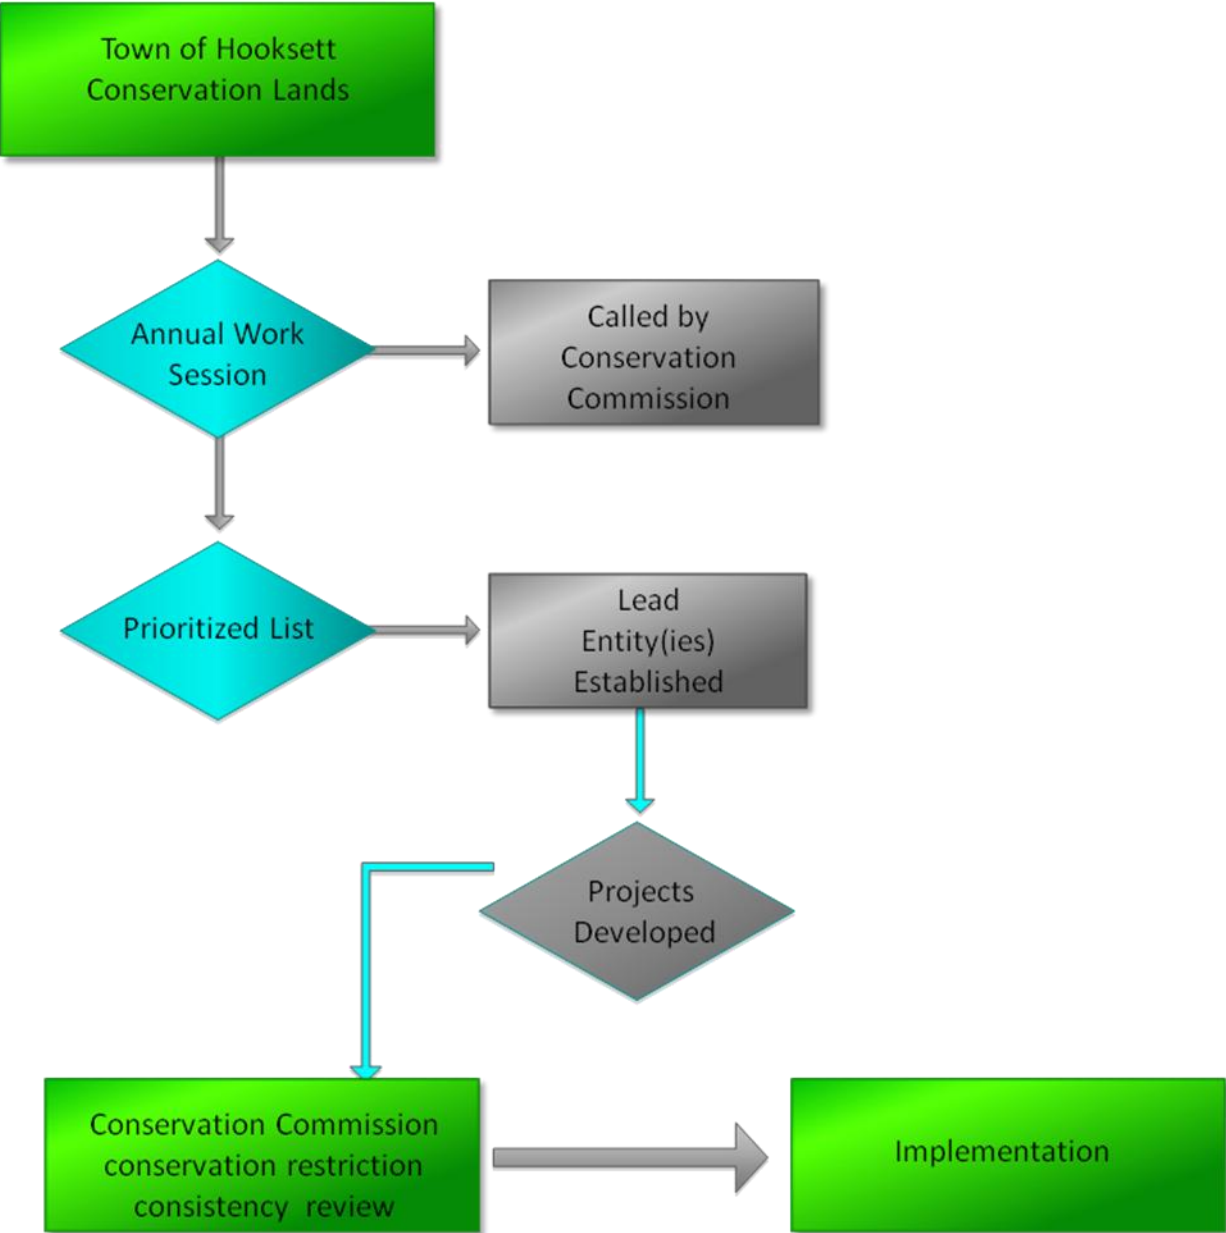 Town of Hooksett
Conservation Lands
Annual Work
Session
Called by
Conservation
Commission
Prioritized List
Lead
Entity(ies)
Established
Projects
Developed
Conservation Commission
conservation restriction
consistency review
Implementation